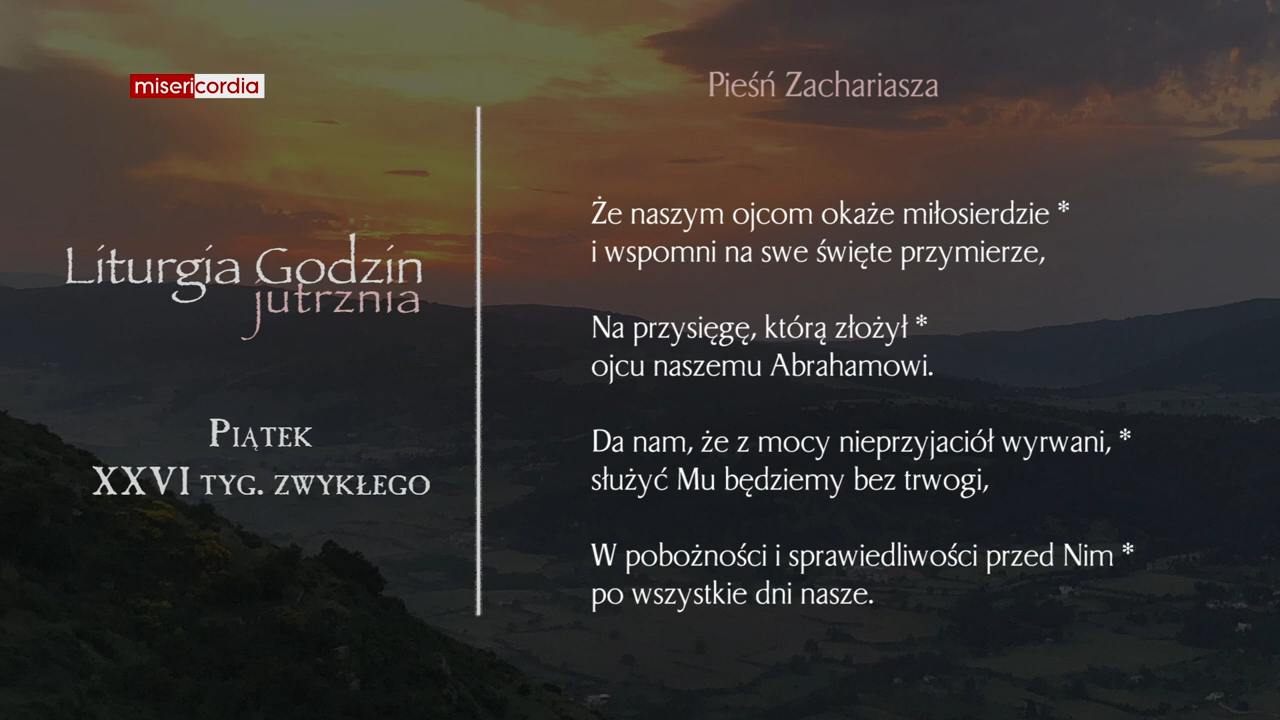 misericordia
Pieśń Zachariasza
Liturgia Godzin
jutrznia
Piątek
XXVI tyg. zwykłego
Że naszym ojcom okaże miłosierdzie *
i wspomni na swe święte przymierze,
Na przysięgę, którą złożył *
ojcu naszemu Abrahamowi.
Da nam, że z mocy nieprzyjaciół wyrwani, *
służyć Mu będziemy bez trwogi,
W pobożności i sprawiedliwości przed Nim *
po wszystkie dni nasze.